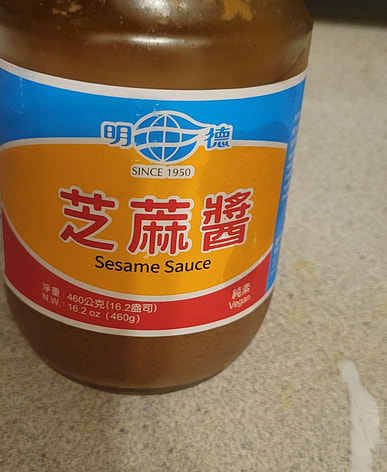 明德
SINCE 1950
芝蔴醬
Sesame Sauce
淨重:460公克(16.2盎司)
N.W.: 16.2 oz (460g)
純素
Vegan